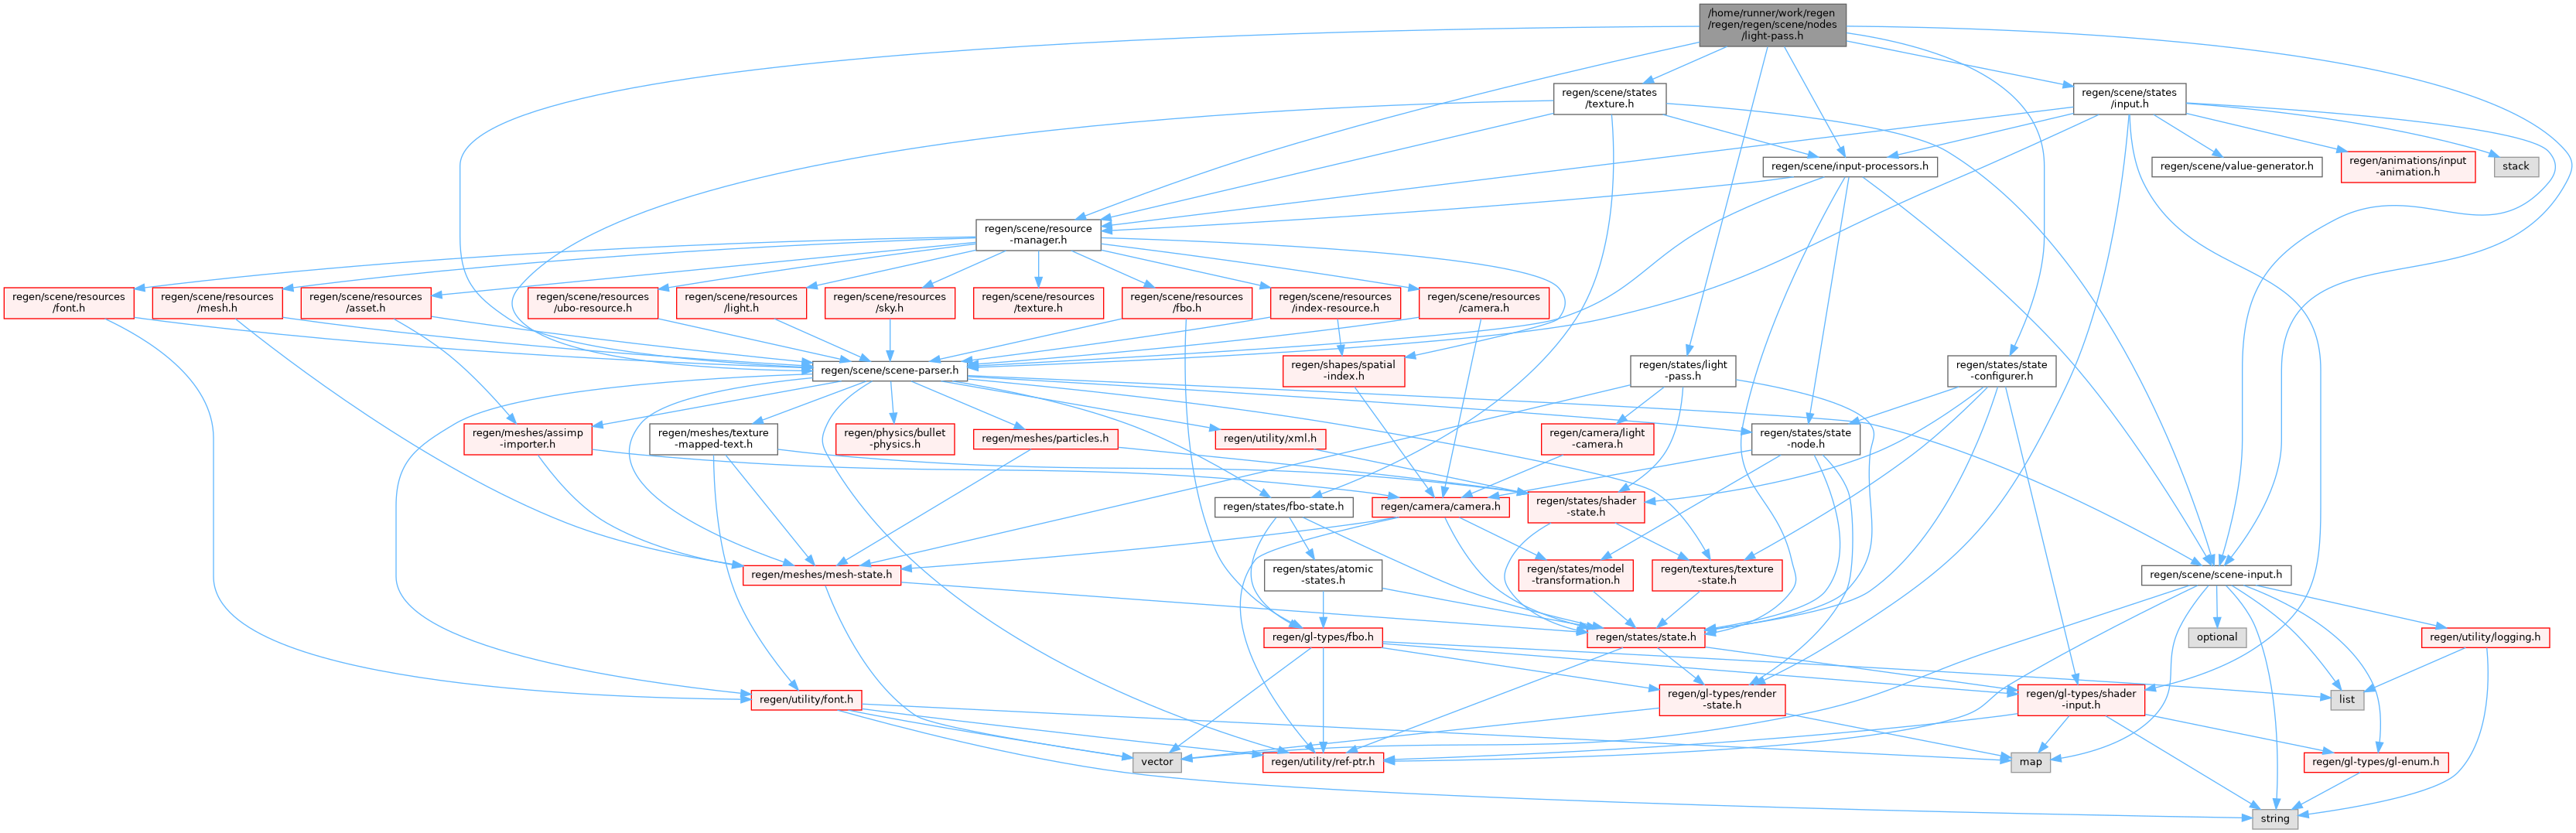 /home/runner/work/regen
/regen/regen/scene/nodes
/light-pass.h
regen/scene/states
/texture.h
regen/scene/states
/input.h
regen/scene/input-processors.h
regen/scene/value-generator.h
regen/animations/input
-animation.h
stack
regen/scene/resource
-manager.h
regen/scene/resources
/font.h
regen/scene/resources
/mesh.h
regen/scene/resources
/asset.h
regen/scene/resources
/ubo-resource.h
regen/scene/resources
/light.h
regen/scene/resources
/sky.h
regen/scene/resources
/texture.h
regen/scene/resources
/fbo.h
regen/scene/resources
/index-resource.h
regen/scene/resources
/camera.h
regen/scene/scene-parser.h
regen/shapes/spatial
-index.h
regen/states/light
-pass.h
regen/states/state
-configurer.h
regen/meshes/assimp
-importer.h
regen/meshes/texture
-mapped-text.h
regen/physics/bullet
-physics.h
regen/meshes/particles.h
regen/utility/xml.h
regen/camera/light
-camera.h
regen/states/state
-node.h
regen/states/fbo-state.h
regen/camera/camera.h
regen/states/shader
-state.h
regen/meshes/mesh-state.h
regen/states/atomic
-states.h
regen/states/model
-transformation.h
regen/textures/texture
-state.h
regen/scene/scene-input.h
regen/gl-types/fbo.h
regen/states/state.h
optional
regen/utility/logging.h
regen/utility/font.h
regen/gl-types/render
-state.h
regen/gl-types/shader
-input.h
list
vector
regen/utility/ref-ptr.h
map
regen/gl-types/gl-enum.h
string